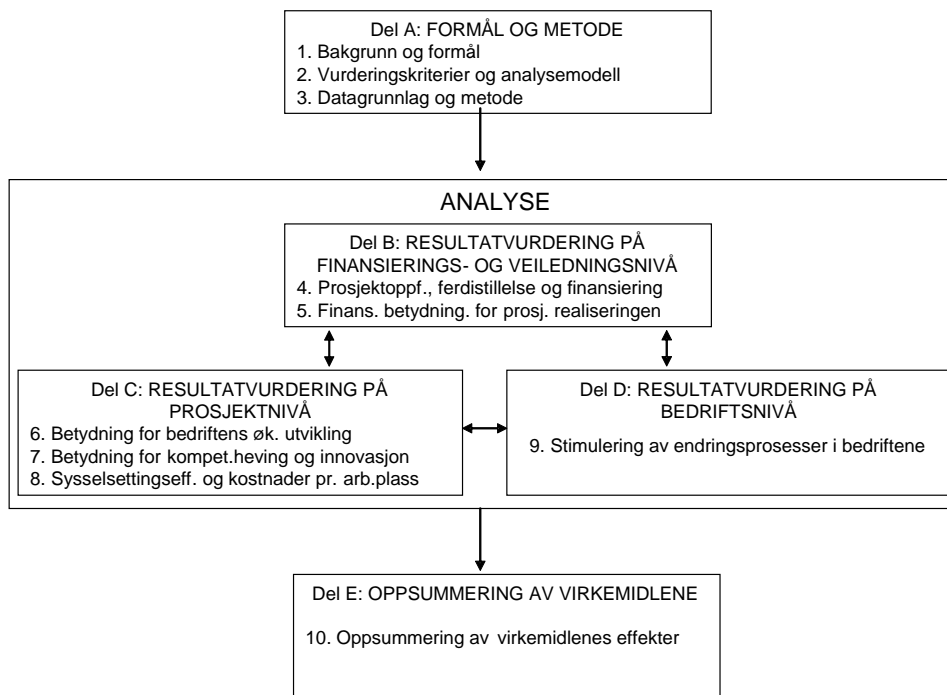 Del A: FORMÅL OG METODE
1. Bakgrunn og formål
2. Vurderingskriterier og analysemodell
3. Datagrunnlag og metode
ANALYSE
Del B: RESULTATVURDERING PÅ
FINANSIERINGS- OG VEILEDNINGSNIVÅ
4. Prosjektoppf., ferdistillelse og finansiering
5. Finans. betydning. for prosj. realiseringen
Del C: RESULTATVURDERING PÅ
PROSJEKTNIVÅ
6. Betydning for bedriftens øk. utvikling
7. Betydning for kompet.heving og innovasjon
8. Sysselsettingseff. og kostnader pr. arb.plass
Del D: RESULTATVURDERING PÅ
BEDRIFTSNIVÅ
9. Stimulering av endringsprosesser i bedriftene
Del E: OPPSUMMERING AV VIRKEMIDLENE
10. Oppsummering av virkemidlenes effekter